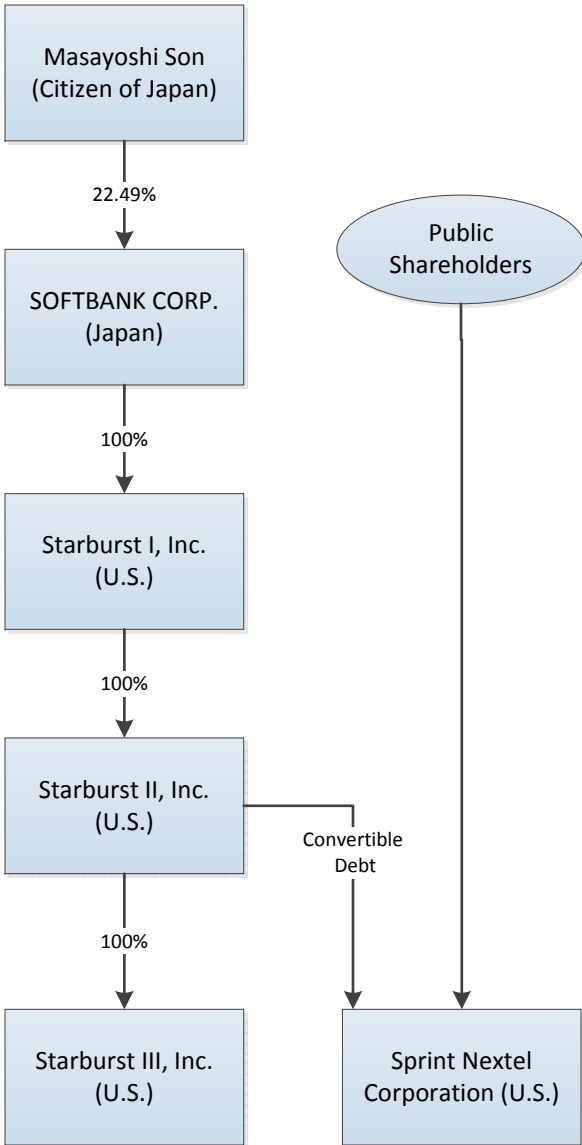 Masayoshi Son
(Citizen of Japan)
22.49%
Public
Shareholders
SOFTBANK CORP.
(Japan)
100%
Starburst I, Inc.
(U.S.)
100%
Starburst II, Inc.
(U.S.)
Convertible
Debt
100%
Starburst III, Inc.
(U.S.)
Sprint Nextel
Corporation (U.S.)